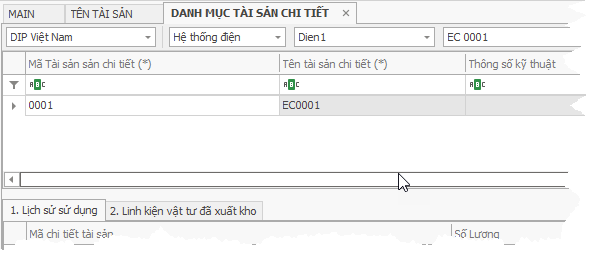 MAIN TÊN TÀI SẢN DANH MỤC TÀI SẢN CHI TIẾT
DIP Việt Nam Hệ thống điện Dien1 EC 0001
Mã Tài sản sản chi tiết (*) Tên tài sản chi tiết (*) Thông số kỹ thuật
ABC ABC ABC
0001 EC0001
1. Lịch sử sử dụng 2. Linh kiện vật tư đã xuất kho
Mã chi tiết tài sản Số Lượng